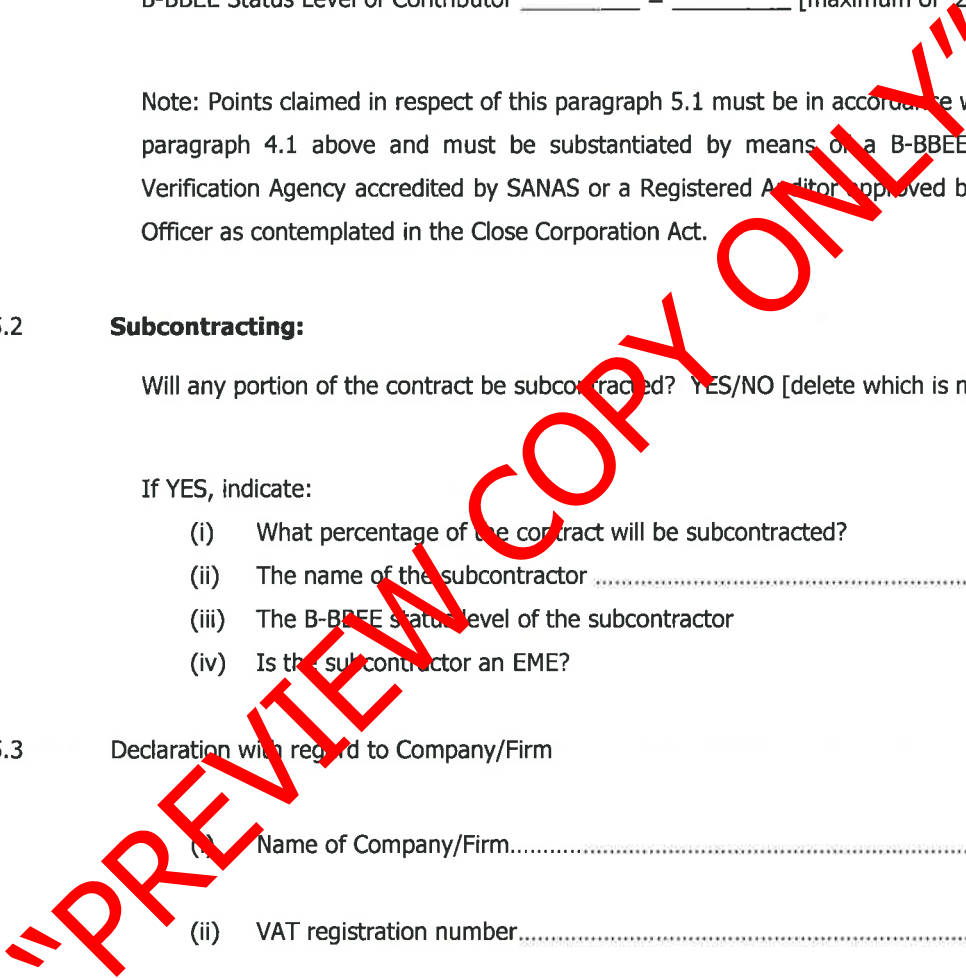 B-BBEE Status Level of Contributor ________ = ________ [maximum of 2
Note: Points claimed in respect of this paragraph 5.1 must be in accordance
paragraph 4.1 above and must be substantiated by means of a B-BBEE
Verification Agency accredited by SANAS or a Registered Auditor approved b
Officer as contemplated in the Close Corporation Act.
5.2 Subcontracting:
Will any portion of the contract be subcontracted? YES/NO [delete which is n
If YES, indicate:
(i) What percentage of the contract will be subcontracted?
(ii) The name of the subcontractor ................................................
(iii) The B-BBEE status level of the subcontractor
(iv) Is the subcontractor an EME?
5.3 Declaration with regard to Company/Firm
(i) Name of Company/Firm................................................
(ii) VAT registration number................................................
"PREVIEW COPY ONLY"